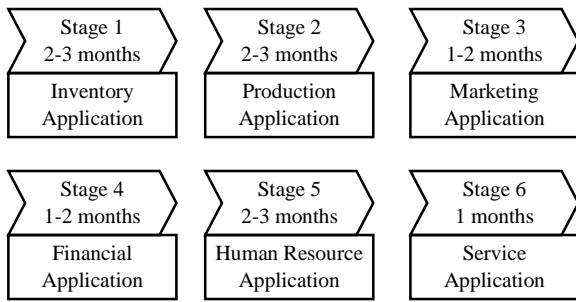 Stage 1
2-3 months
Inventory
Application
Stage 2
2-3 months
Production
Application
Stage 3
1-2 months
Marketing
Application
Stage 4
1-2 months
Financial
Application
Stage 5
2-3 months
Human Resource
Application
Stage 6
1 months
Service
Application